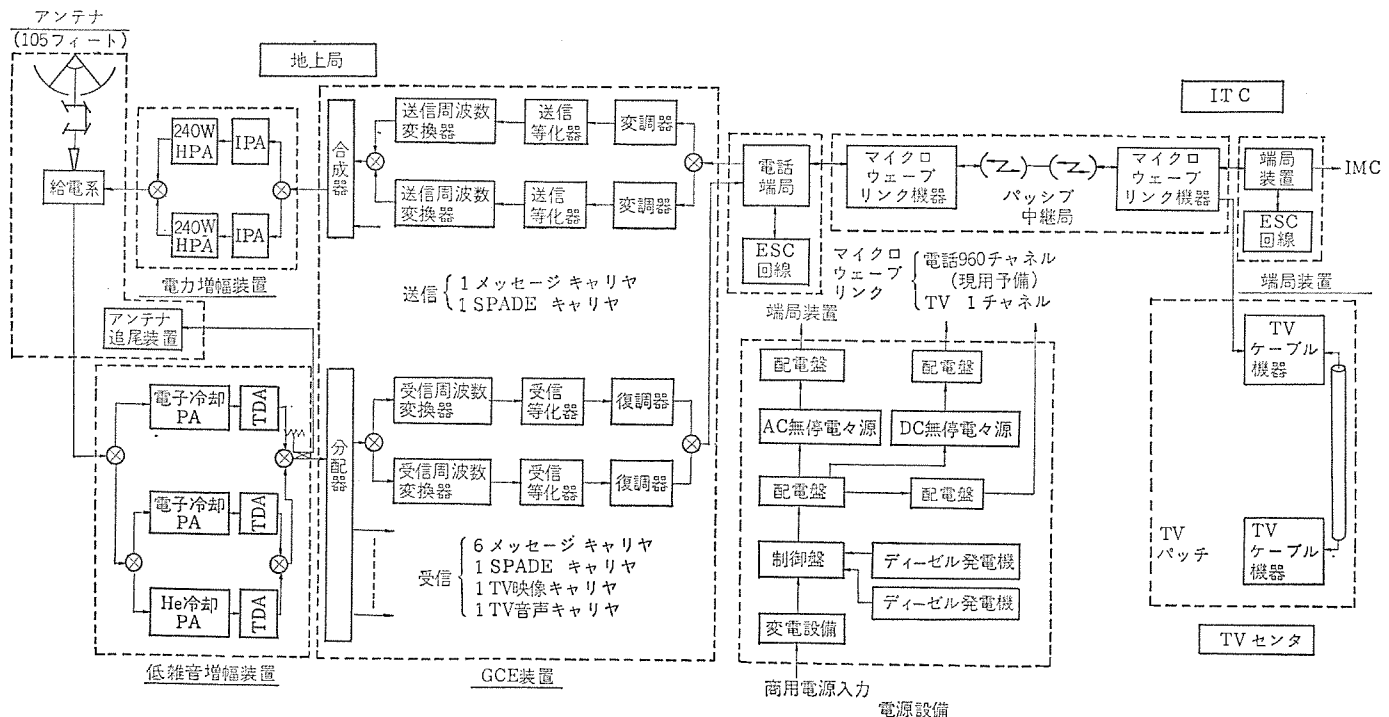 アンテナ
(105フィート)
給電系
240W
HPA
IPA
240W
HPA
IPA
電力増幅装置
アンテナ
追尾装置
電子冷却
PA
TDA
電子冷却
PA
TDA
He冷却
PA
TDA
低雑音増幅装置
地上局
合成器
送信周波数
変換器
送信
等化器
変調器
送信周波数
変換器
送信
等化器
変調器
送信
1メッセージ キャリヤ
1 SPADE キャリヤ
分配器
受信周波数
変換器
受信
等化器
復調器
受信周波数
変換器
受信
等化器
復調器
受信
6メッセージ キャリヤ
1 SPADE キャリヤ
1 TV映像キャリヤ
1 TV音声キャリヤ
GCE装置
電話
端局
ESC
回線
端局装置
マイクロ
ウェーブ
リンク機器
パッシブ
中継局
マイクロ
ウェーブ
リンク機器
マイクロ
ウェーブ
リンク
電話960チャネル
(現用予備)
TV 1チャネル
配電盤
配電盤
AC無停電々源
DC無停電々源
配電盤
配電盤
制御盤
ディーゼル発電機
ディーゼル発電機
変電設備
商用電源入力
電源設備
ITC
端局
装置
IMC
ESC
回線
端局装置
TV
ケーブル
機器
TV
パッチ
TV
ケーブル
機器
TVセンタ